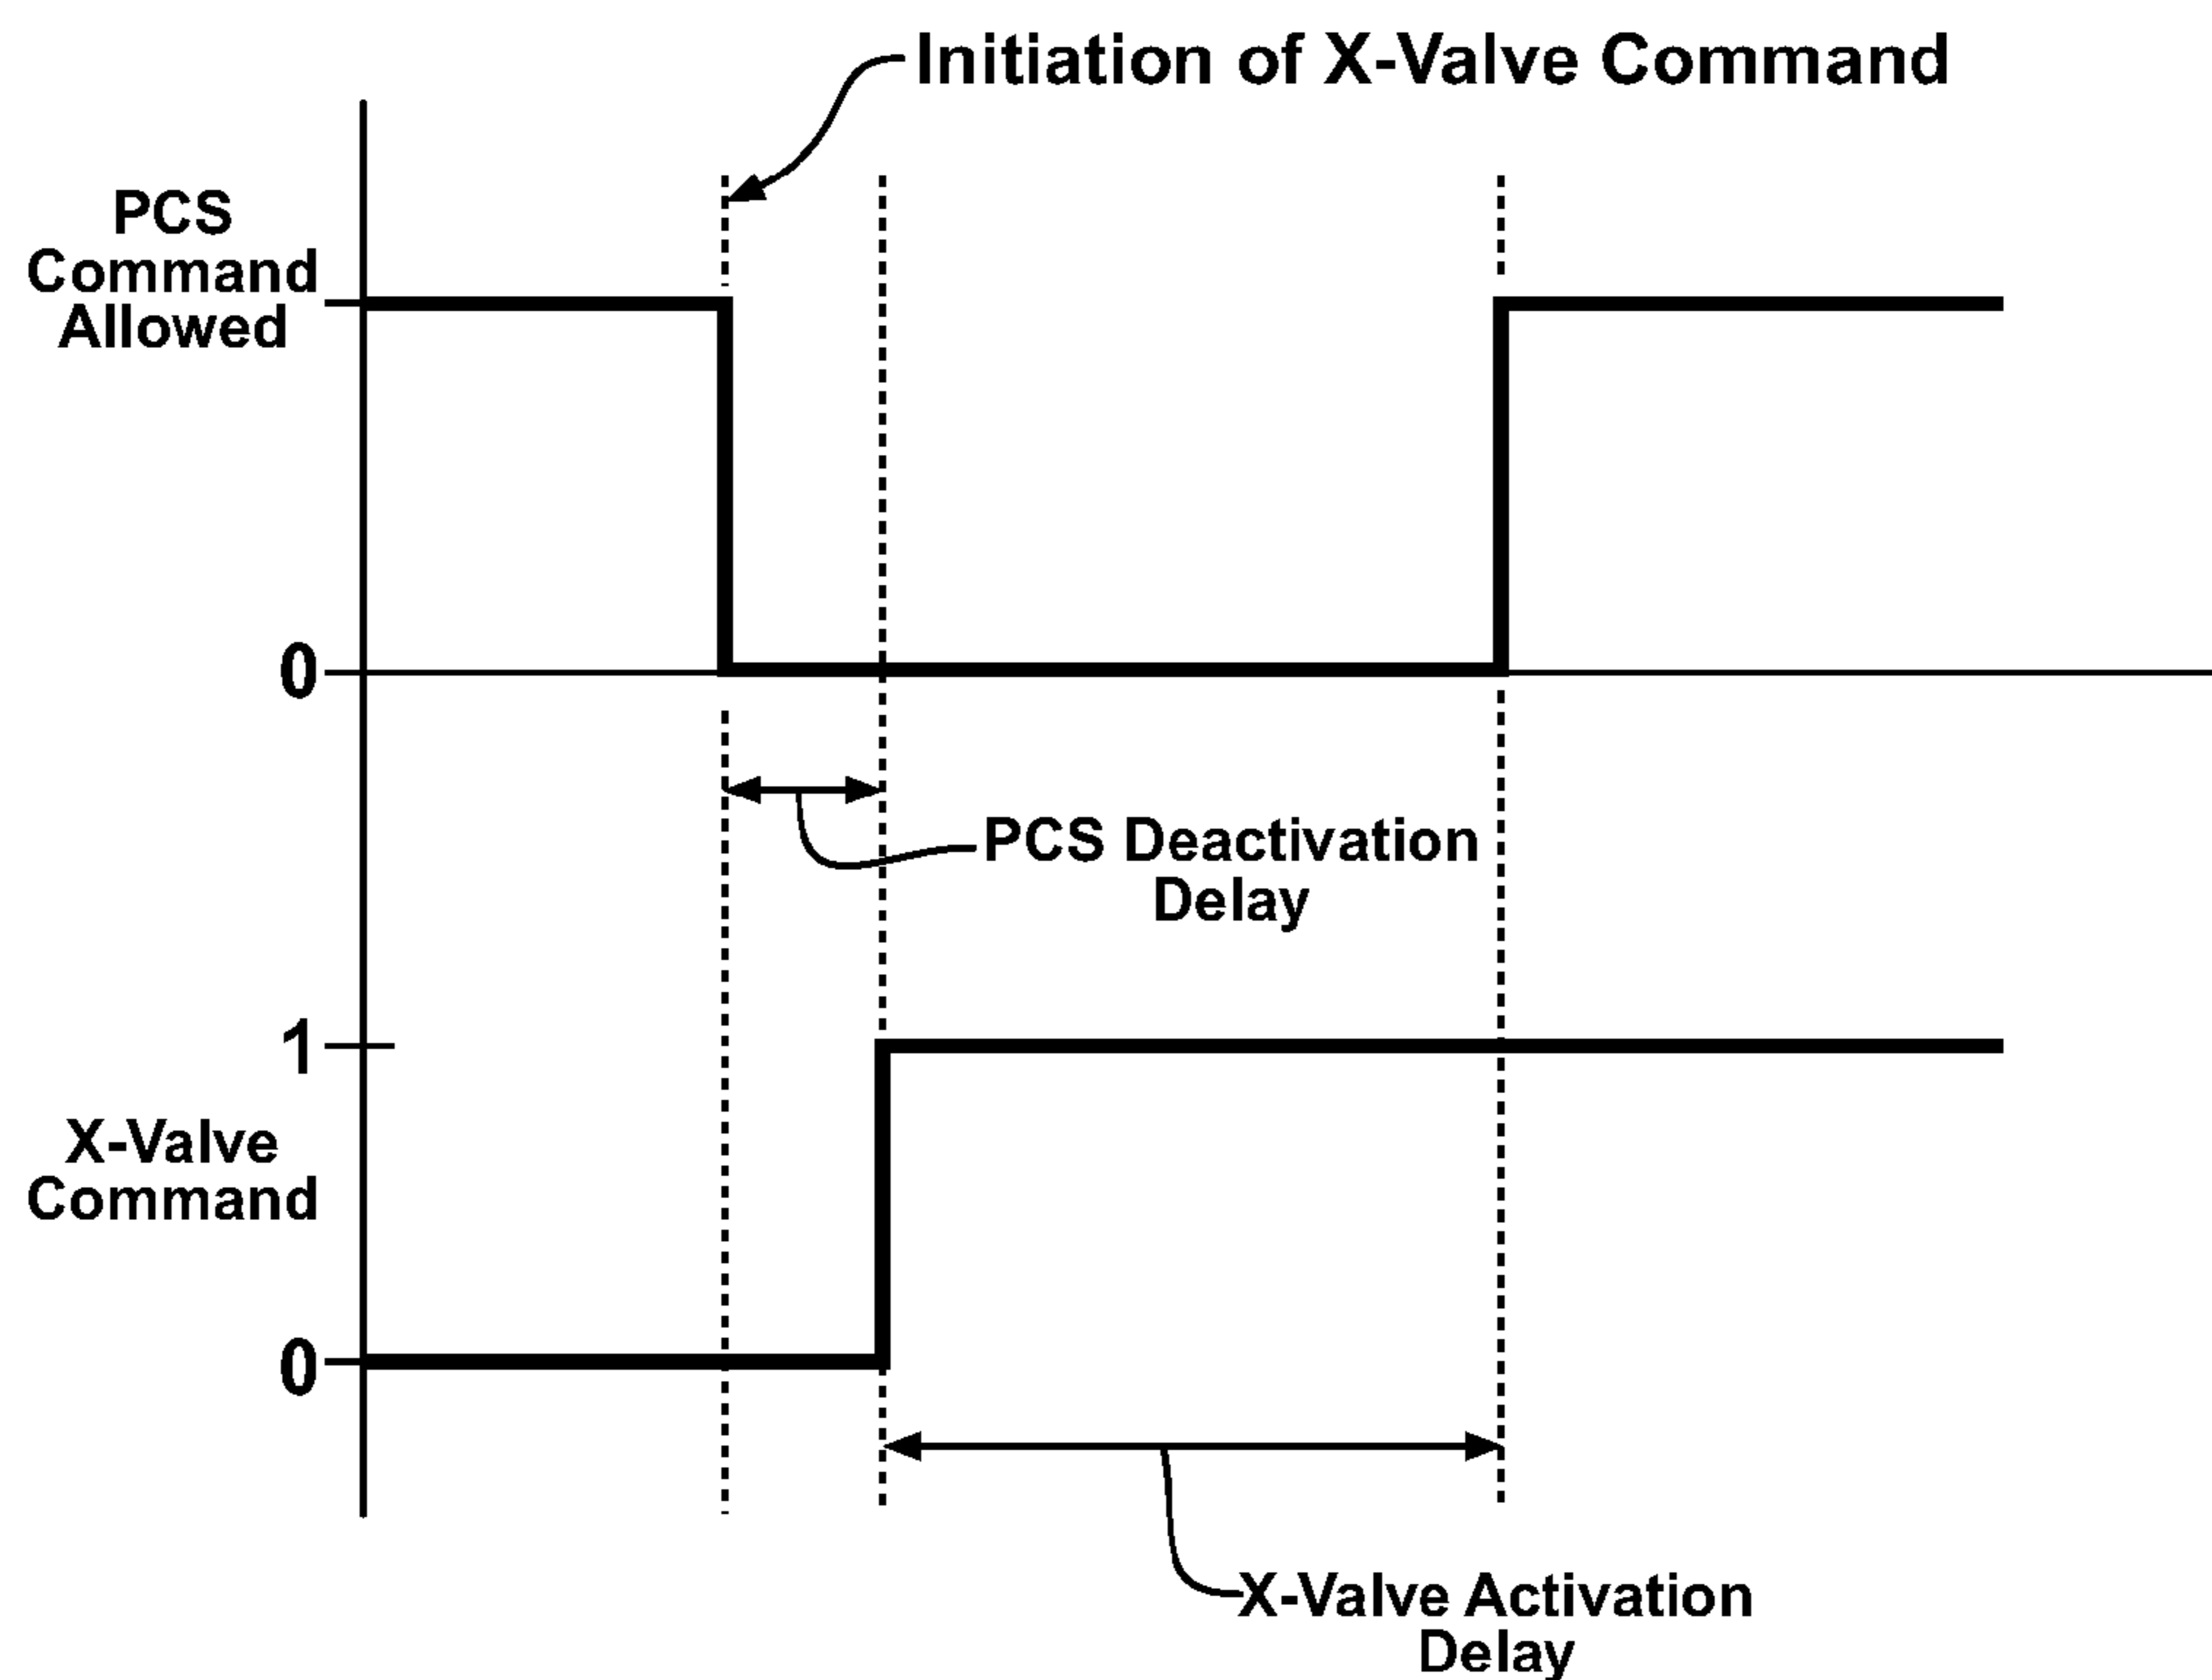 Initiation of X-Valve Command
PCS
Command
Allowed
0
PCS Deactivation
Delay
1
X-Valve
Command
0
X-Valve Activation
Delay